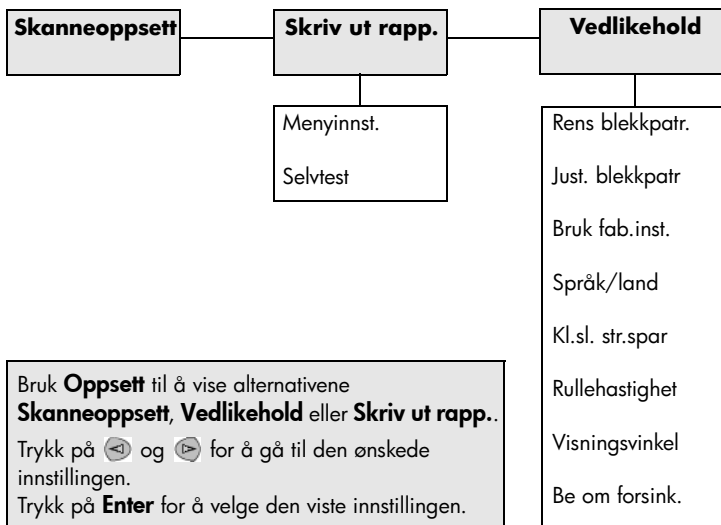 Skanneoppsett
Skriv ut rapp.
Vedlikehold
Menyinnst.
Selvtest
Rens blekkpatr.
Just. blekkpatr
Bruk fab.inst.
Språk/land
Kl.sl. str.spar
Rullehastighet
Visningsvinkel
Be om forsink.
Bruk Oppsett til å vise alternativene
Skanneoppsett, Vedlikehold eller Skriv ut rapp..
Trykk på og for å gå til den ønskede
innstillingen.
Trykk på Enter for å velge den viste innstillingen.